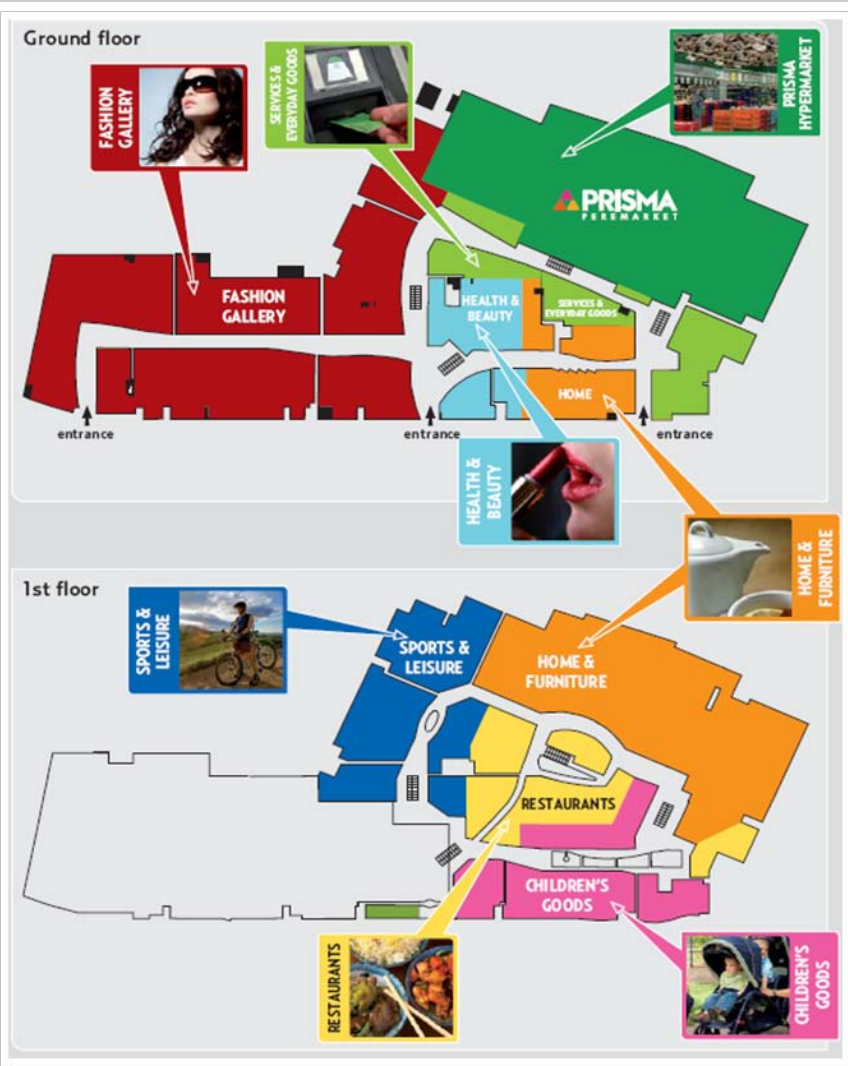 Ground floor
FASHION
GALLERY
SERVICES &
EVERYDAY GOODS
PRISMA
HYPERMARKET
PRISMA
PEREMARKET
FASHION
GALLERY
HEALTH &
BEAUTY
SERVICES &
EVERYDAY GOODS
HOME
entrance
entrance
entrance
HEALTH &
BEAUTY
HOME &
FURNITURE
1st floor
SPORTS &
LEISURE
SPORTS &
LEISURE
HOME &
FURNITURE
RESTAURANTS
CHILDREN'S
GOODS
RESTAURANTS
CHILDREN'S
GOODS